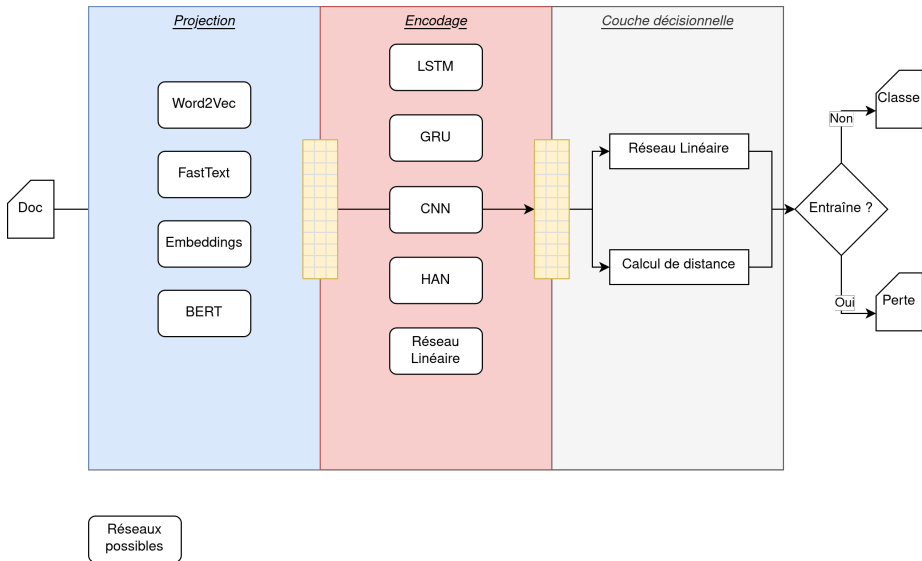 Projection
Encodage
Couche décisionnelle
LSTM
Word2Vec
GRU
FastText
CNN
Embeddings
HAN
BERT
Réseau
Linéaire
Doc
Réseau Linéaire
Calcul de distance
Entraîne ?
Non
Classe
Oui
Perte
Réseaux
possibles